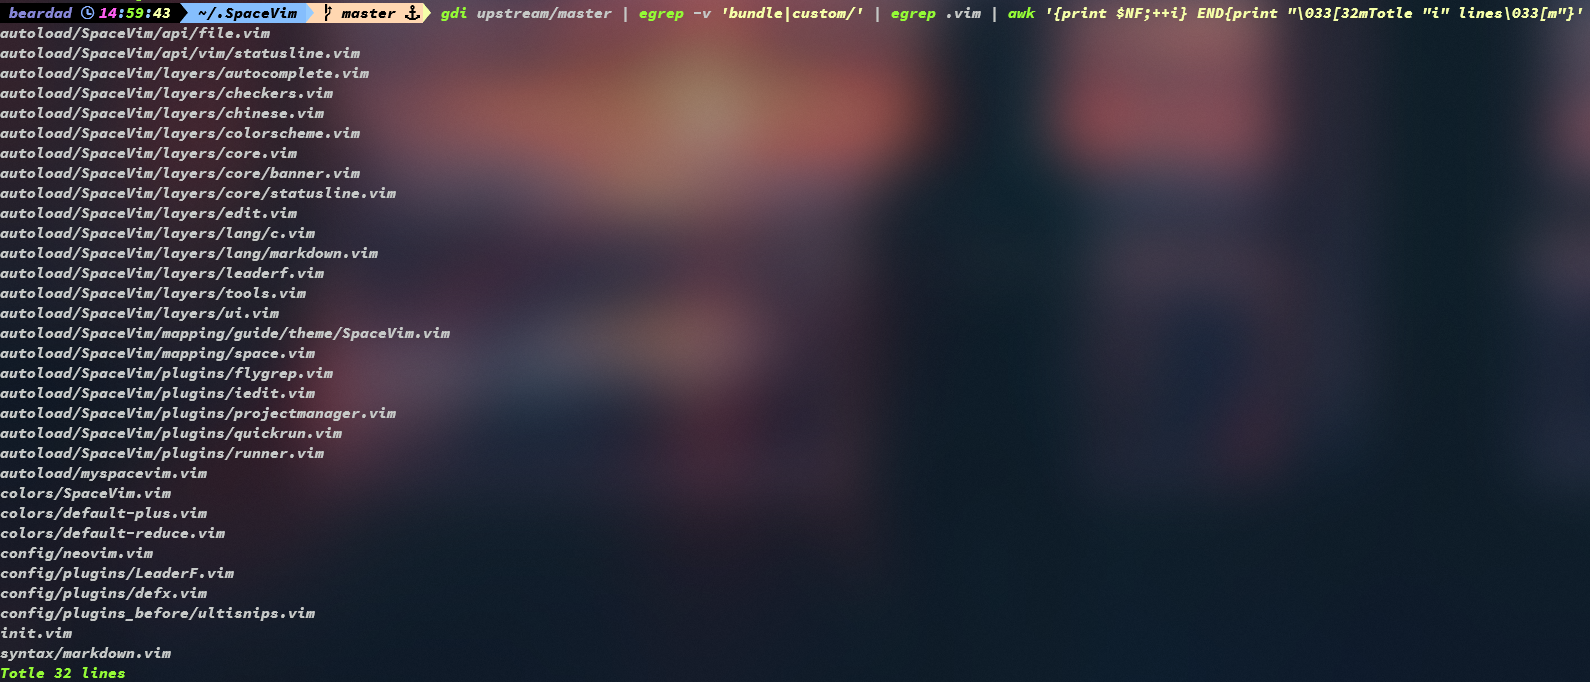 beardad 14:59:43 ~/.SpaceVim master gdi upstream/master | egrep -v 'bundle|custom/' | egrep .vim | awk '{print $NF;++i} END{print "\033[32mTotle "i" lines\033[m"}'
autoload/SpaceVim/api/file.vim
autoload/SpaceVim/api/vim/statusline.vim
autoload/SpaceVim/layers/autocomplete.vim
autoload/SpaceVim/layers/checkers.vim
autoload/SpaceVim/layers/chinese.vim
autoload/SpaceVim/layers/colorscheme.vim
autoload/SpaceVim/layers/core.vim
autoload/SpaceVim/layers/core/banner.vim
autoload/SpaceVim/layers/core/statusline.vim
autoload/SpaceVim/layers/edit.vim
autoload/SpaceVim/layers/lang/c.vim
autoload/SpaceVim/layers/lang/markdown.vim
autoload/SpaceVim/layers/leaderf.vim
autoload/SpaceVim/layers/tools.vim
autoload/SpaceVim/layers/ui.vim
autoload/SpaceVim/mapping/guide/theme/SpaceVim.vim
autoload/SpaceVim/mapping/space.vim
autoload/SpaceVim/plugins/flygrep.vim
autoload/SpaceVim/plugins/iedit.vim
autoload/SpaceVim/plugins/projectmanager.vim
autoload/SpaceVim/plugins/quickrun.vim
autoload/SpaceVim/plugins/runner.vim
autoload/myspacevim.vim
colors/SpaceVim.vim
colors/default-plus.vim
colors/default-reduce.vim
config/neovim.vim
config/plugins/LeaderF.vim
config/plugins/defx.vim
config/plugins_before/ultisnips.vim
init.vim
syntax/markdown.vim
Totle 32 lines